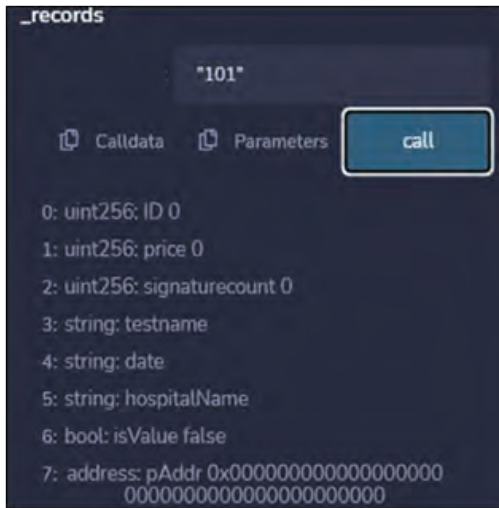 _records
"101"
Calldata Parameters call
0: uint256: ID 0
1: uint256: price 0
2: uint256: signaturecount 0
3: string: testname
4: string: date
5: string: hospitalName
6: bool: isValue false
7: address: pAddr 0x000000000000000000
0000000000000000000000